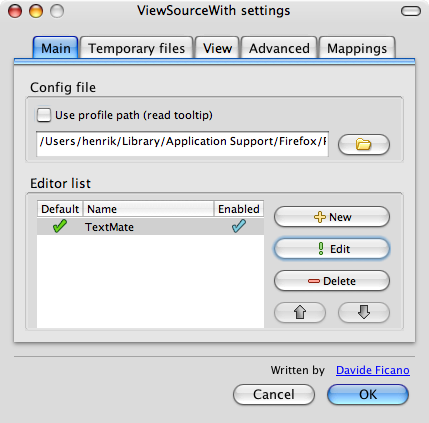 ViewSourceWith settings
Main Temporary files View Advanced Mappings
Config file
Use profile path (read tooltip)
/Users/henrik/Library/Application Support/Firefox/
Editor list
Default Name Enabled
TextMate
New
Edit
Delete
Written by Davide Ficano
Cancel OK